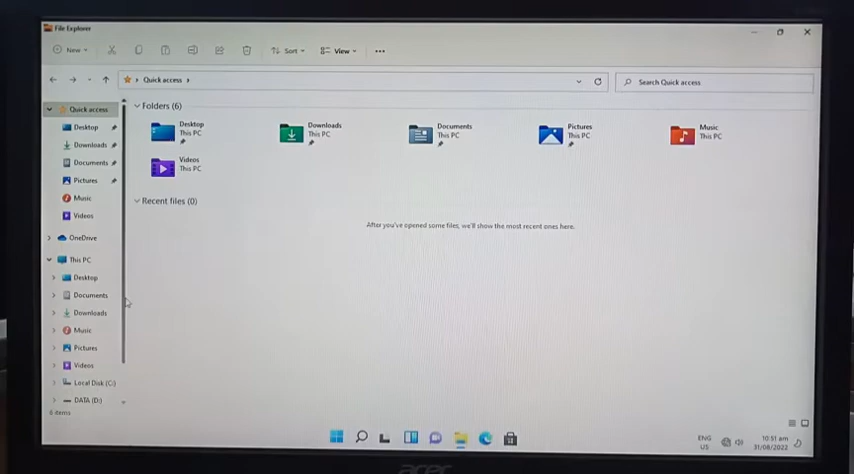 File Explorer
New
Sort
View
Quick access
Search Quick access
Quick access
Desktop
Downloads
Documents
Pictures
Music
Videos
OneDrive
This PC
Desktop
Documents
Downloads
Music
Pictures
Videos
Local Disk (C:)
DATA (D:)
Folders (6)
Desktop
This PC
Downloads
This PC
Documents
This PC
Pictures
This PC
Music
This PC
Videos
This PC
Recent files (0)
After you've opened some files, we'll show the most recent ones here.
items
ENG
US
10:51 am
31/08/2022
acer